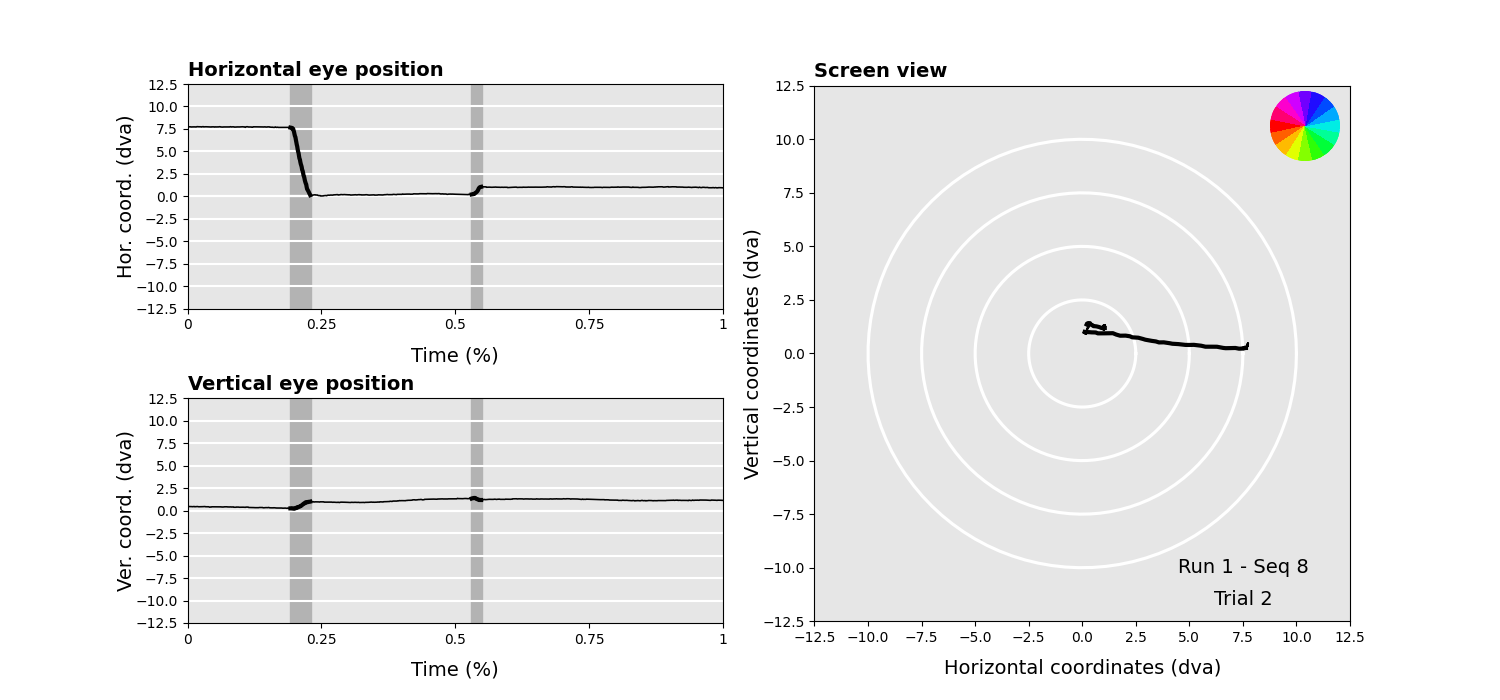 Horizontal eye position
Hor. coord. (dva)
12.5
10.0
7.5
5.0
2.5
0.0
−2.5
−5.0
−7.5
−10.0
−12.5
0 0.25 0.5 0.75 1
Time (%)
Vertical eye position
Ver. coord. (dva)
12.5
10.0
7.5
5.0
2.5
0.0
−2.5
−5.0
−7.5
−10.0
−12.5
0 0.25 0.5 0.75 1
Time (%)
Screen view
Vertical coordinates (dva)
12.5
10.0
7.5
5.0
2.5
0.0
−2.5
−5.0
−7.5
−10.0
−12.5
Run 1 - Seq 8
Trial 2
−12.5 −10.0 −7.5 −5.0 −2.5 0.0 2.5 5.0 7.5 10.0 12.5
Horizontal coordinates (dva)